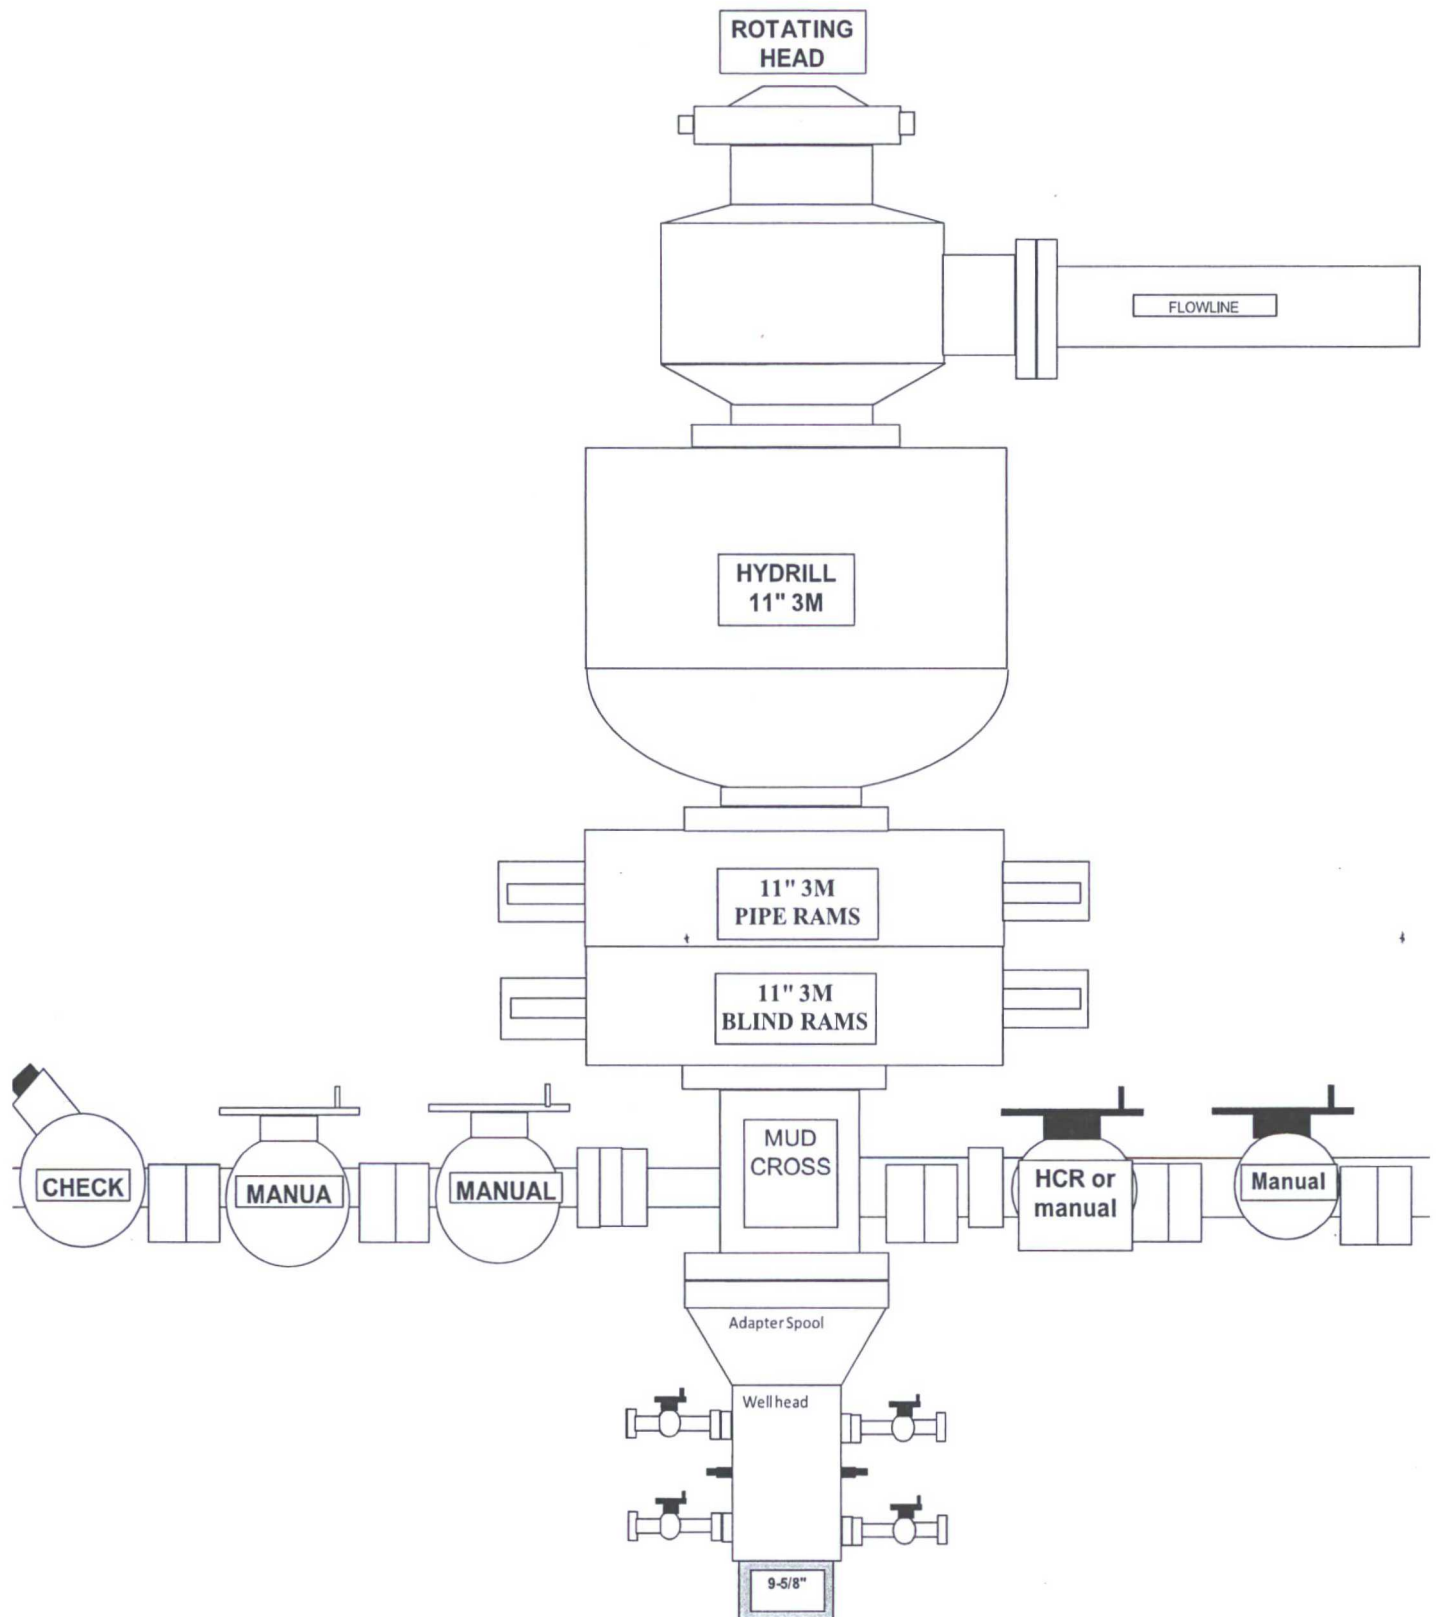 ROTATING
HEAD
FLOWLINE
HYDRILL
11" 3M
11" 3M
PIPE RAMS
11" 3M
BLIND RAMS
MUD
CROSS
CHECK
MANUA
MANUAL
HCR or
manual
Manual
Adapter Spool
Wellhead
9-5/8"